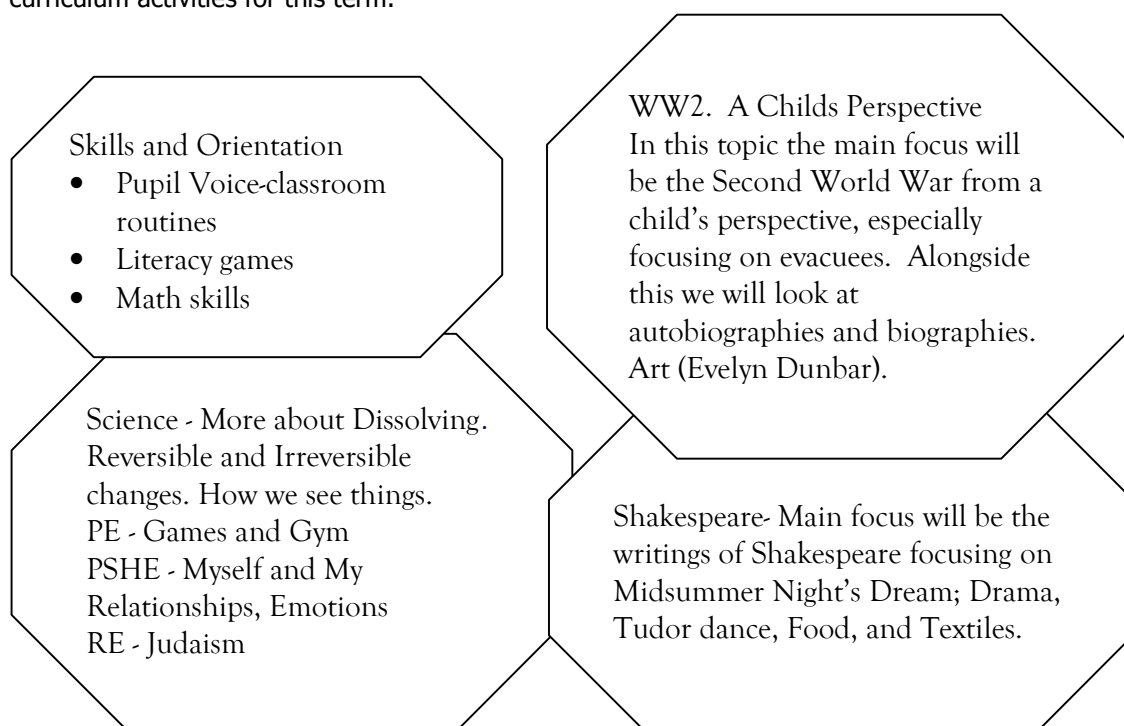 curriculum activities for this term.
Skills and Orientation
• Pupil Voice-classroom
routines
• Literacy games
• Math skills
WW2.  A Childs Perspective
In this topic the main focus will
be the Second World War from a
child’s perspective, especially
focusing on evacuees.  Alongside
this we will look at
autobiographies and biographies.
Art (Evelyn Dunbar).
Science - More about Dissolving.
Reversible and Irreversible
changes. How we see things.
PE - Games and Gym
PSHE - Myself and My
Relationships, Emotions
RE - Judaism
Shakespeare- Main focus will be the
writings of Shakespeare focusing on
Midsummer Night’s Dream; Drama,
Tudor dance, Food, and Textiles.